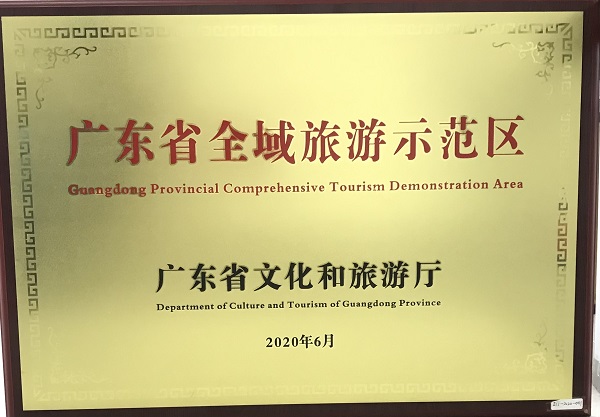 广东省全域旅游示范区
Guangdong Provincial Comprehensive Tourism Demonstration Area
广东省文化和旅游厅
Department of Culture and Tourism of Guangdong Province
2020年6月